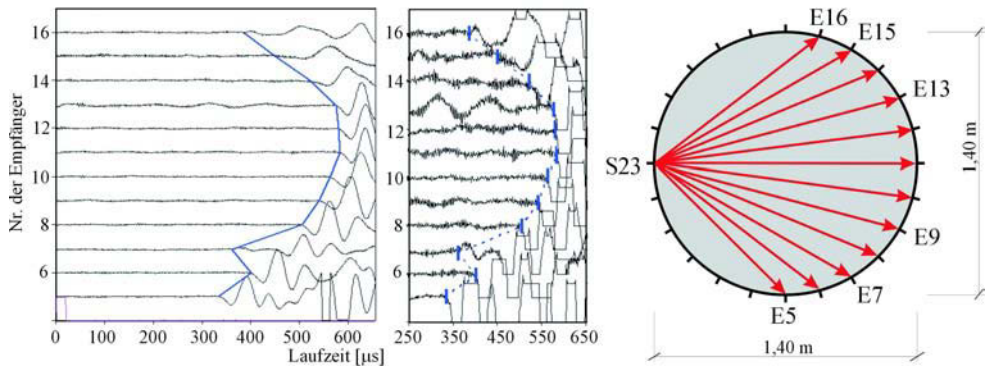 Nr. der Empfänger
16
14
12
10
8
6
0
100
200
300
400
500
600
Laufzeit [µs]
16
14
12
10
8
6
250
350
450
550
650
E16
E15
E13
S23
E9
E7
E5
1,40 m
1,40 m